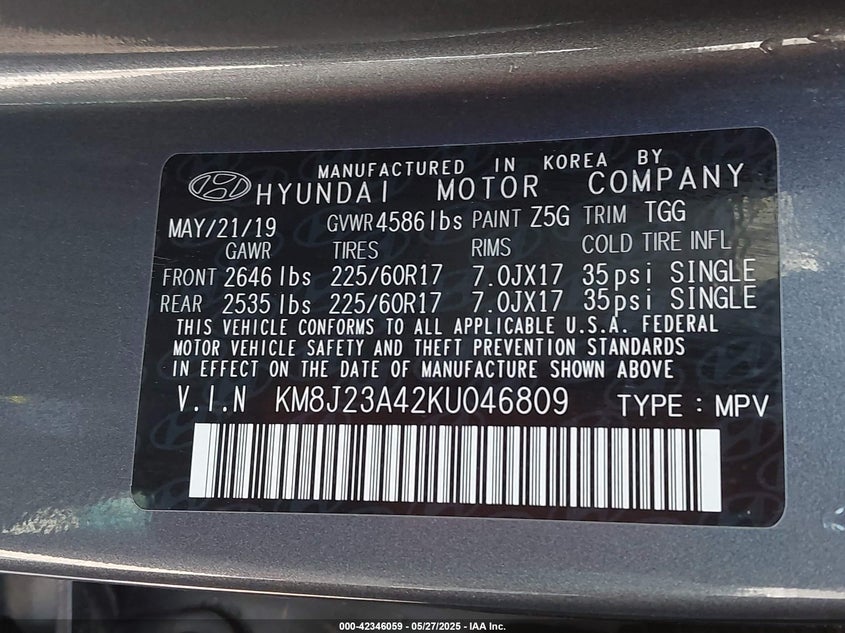 MANUFACTURED IN KOREA BY
HYUNDAI MOTOR COMPANY
MAY/21/19 GVWR 4586 lbs PAINT Z5G TRIM TGG
GAWR TIRES RIMS COLD TIRE INFL
FRONT 2646 lbs 225/60R17 7.0JX17 35psi SINGLE
REAR 2535 lbs 225/60R17 7.0JX17 35psi SINGLE
THIS VEHICLE CONFORMS TO ALL APPLICABLE U.S.A. FEDERAL
MOTOR VEHICLE SAFETY AND THEFT PREVENTION STANDARDS
IN EFFECT ON THE DATE OF MANUFACTURE SHOWN ABOVE
V.I.N KM8J23A42KU046809 TYPE : MPV
000-42346059 - 05/27/2025 - IAA Inc.